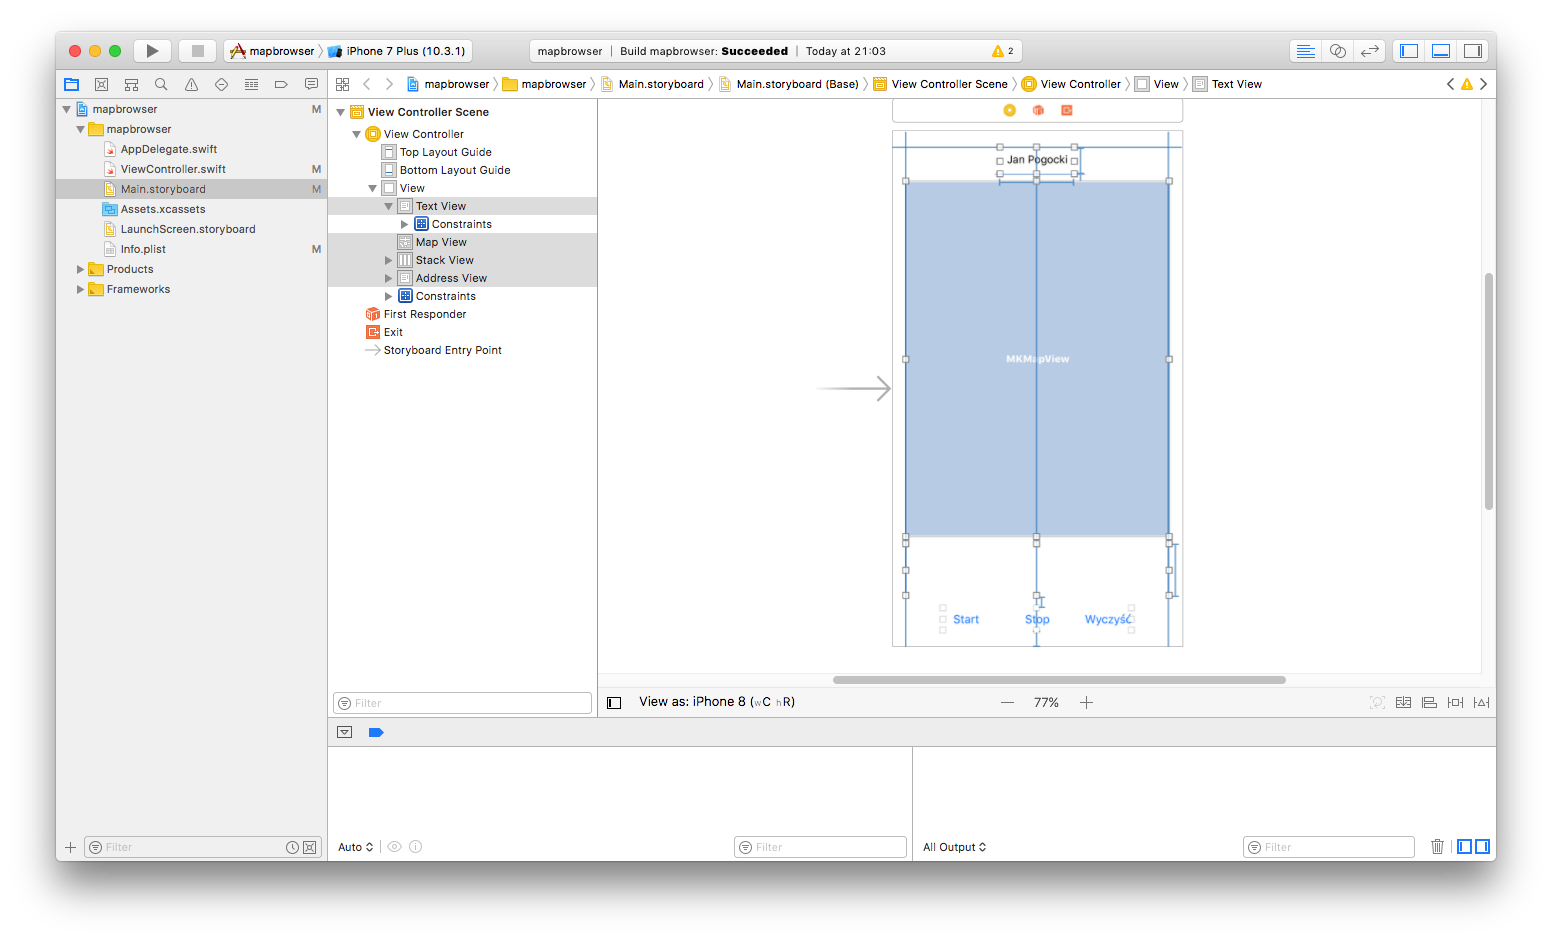 mapbrowser iPhone 7 Plus (10.3.1)
mapbrowser Build mapbrowser: Succeeded Today at 21:03 2
mapbrowser mapbrowser Main.storyboard Main.storyboard (Base) View Controller Scene View Controller View Text View
mapbrowser M
mapbrowser
AppDelegate.swift
ViewController.swift M
Main.storyboard M
Assets.xcassets
LaunchScreen.storyboard
Info.plist M
Products
Frameworks
Filter
View Controller Scene
View Controller
Top Layout Guide
Bottom Layout Guide
View
Text View
Constraints
Map View
Stack View
Address View
Constraints
First Responder
Exit
Storyboard Entry Point
Filter
Jan Pogocki
MKMapView
Start Stop Wyczyść
View as: iPhone 8 (wC hR) 77%
Auto Filter
All Output Filter